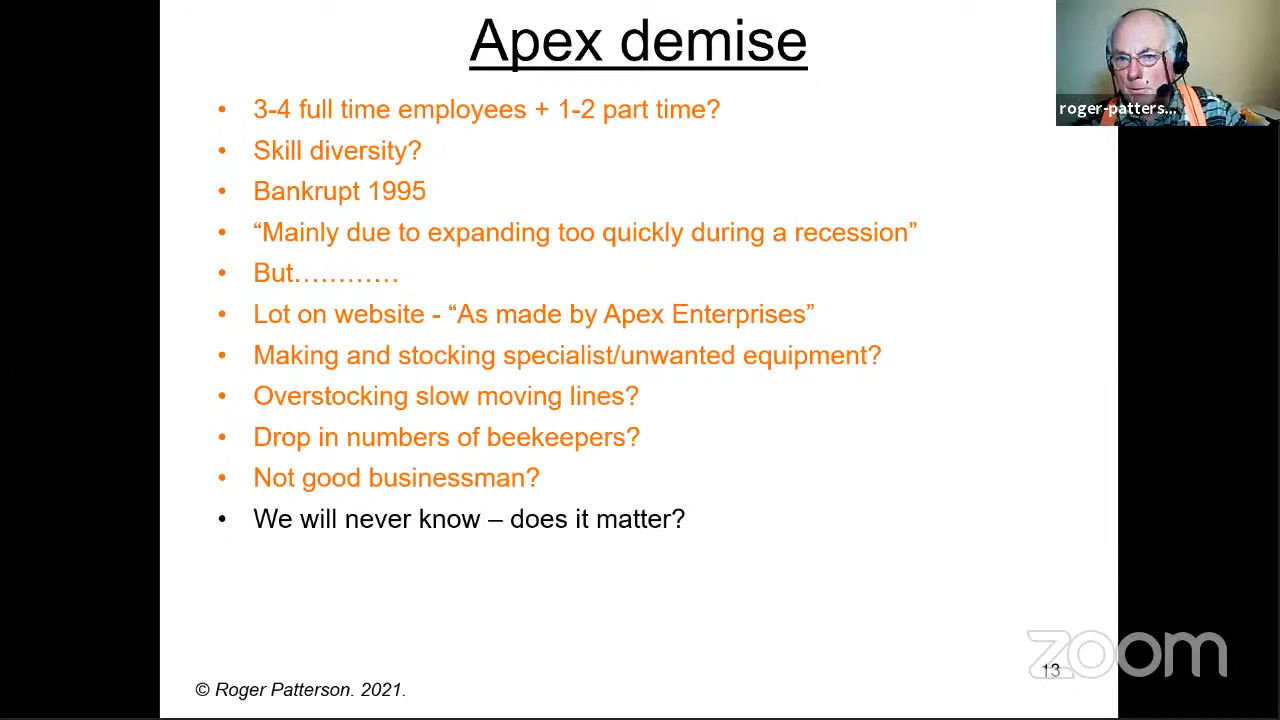 Apex demise
roger-patters...
• 3-4 full time employees + 1-2 part time?
• Skill diversity?
• Bankrupt 1995
• “Mainly due to expanding too quickly during a recession”
• But…………
• Lot on website - “As made by Apex Enterprises”
• Making and stocking specialist/unwanted equipment?
• Overstocking slow moving lines?
• Drop in numbers of beekeepers?
• Not good businessman?
• We will never know – does it matter?
zoom
13
© Roger Patterson. 2021.